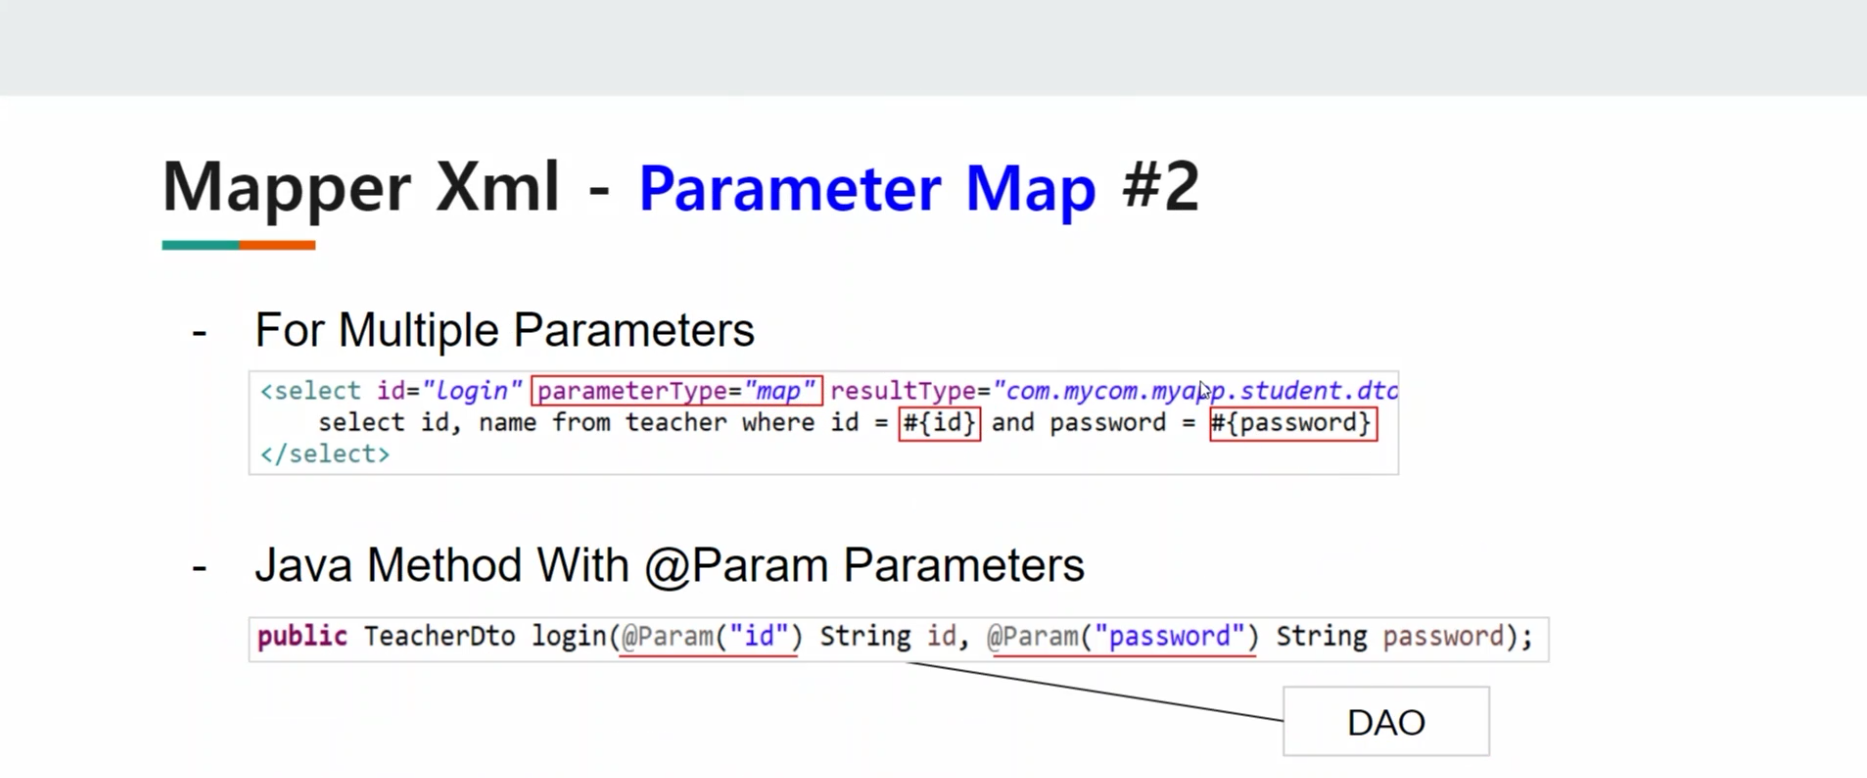 Mapper Xml - Parameter Map #2
- For Multiple Parameters
<select id="login" parameterType="map" resultType="com.mycom.myapp.student.dto
select id, name from teacher where id = #{id} and password = #{password}
</select>
- Java Method With @Param Parameters
public TeacherDto login(@Param("id") String id, @Param("password") String password);
DAO